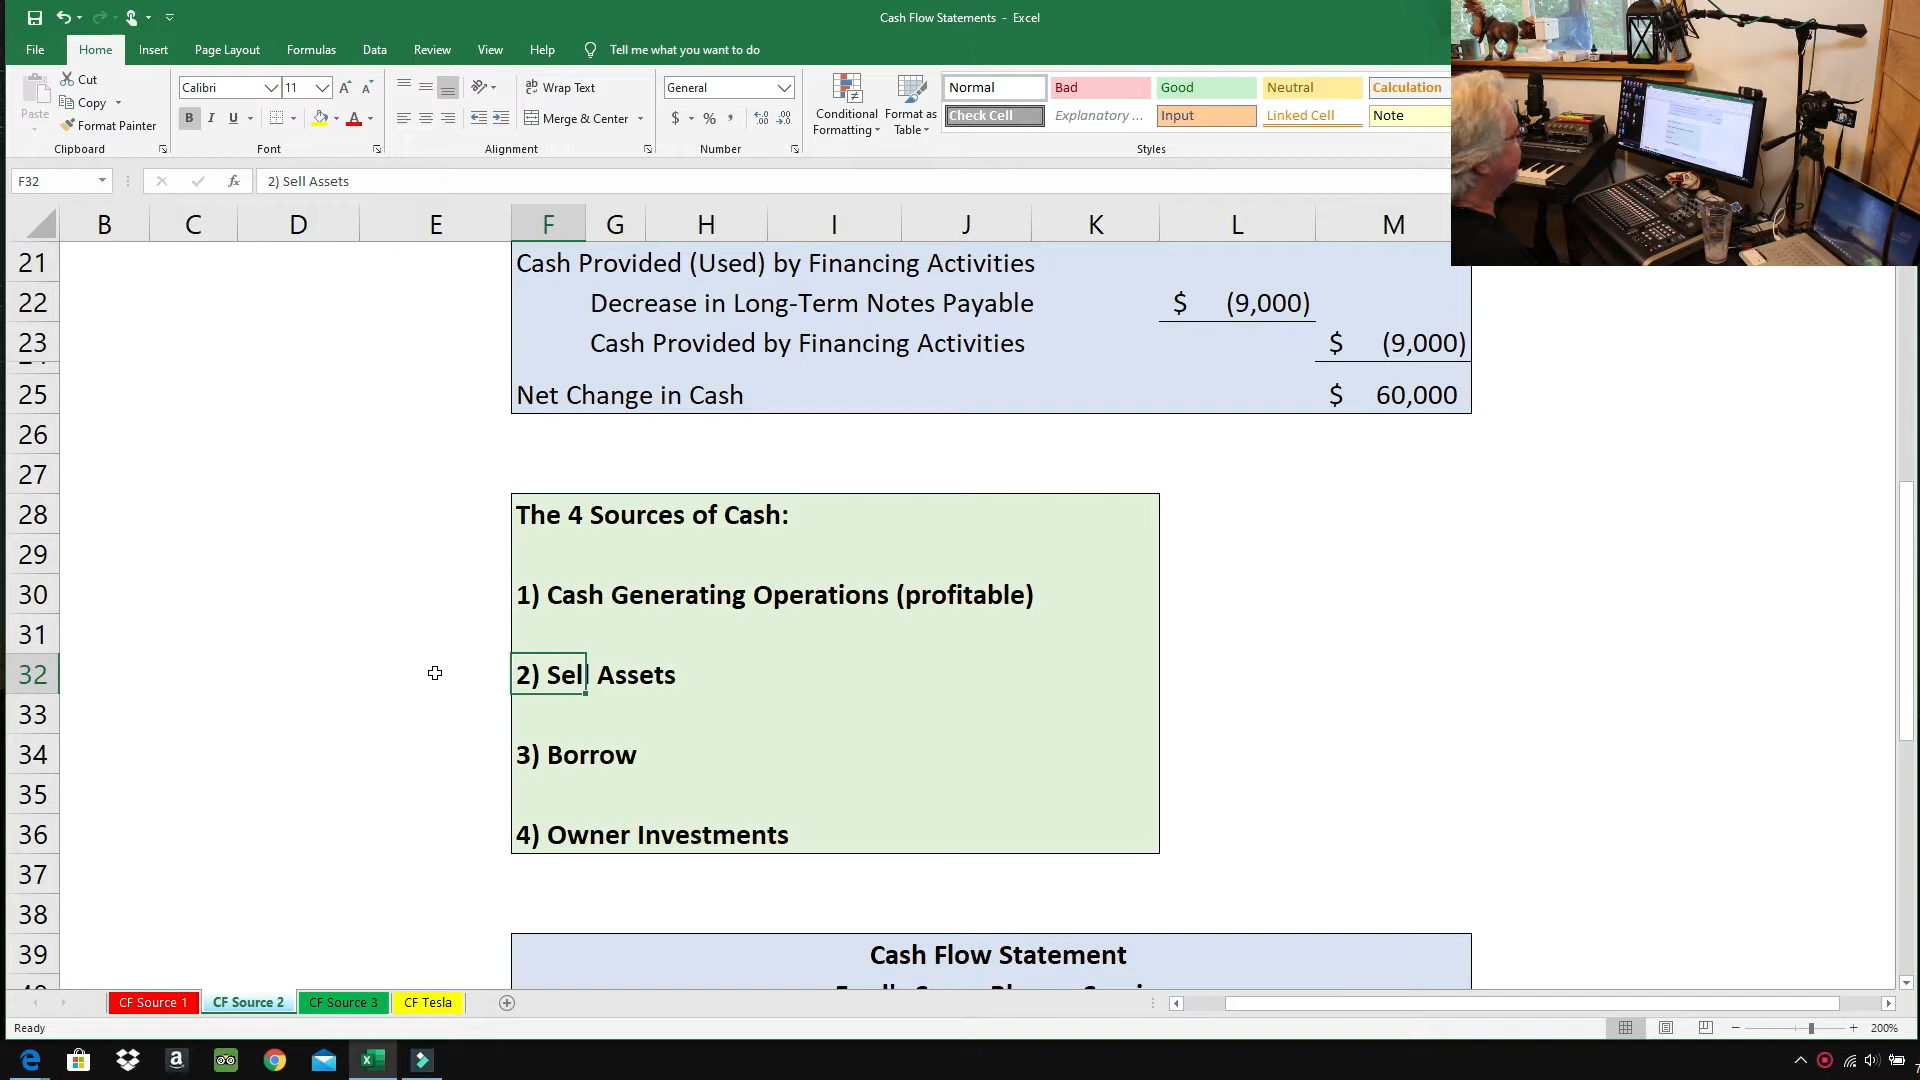 Cash Flow Statements - Excel
File Home Insert Page Layout Formulas Data Review View Help Tell me what you want to do
Paste
Cut
Copy
Format Painter
Clipboard
Calibri 11
B I U
Font
ab Wrap Text
Merge & Center
Alignment
General
$ % ,
Number
Conditional Formatting
Format as Table
Normal Bad Good Neutral Calculation
Check Cell Explanatory ... Input Linked Cell Note
Styles
F32 fx 2) Sell Assets
B C D E F G H I J K L M
21 Cash Provided (Used) by Financing Activities
22 Decrease in Long-Term Notes Payable $ (9,000)
23 Cash Provided by Financing Activities $ (9,000)
25 Net Change in Cash $ 60,000
26
27
28 The 4 Sources of Cash:
29
30 1) Cash Generating Operations (profitable)
31
32 2) Sell Assets
33
34 3) Borrow
35
36 4) Owner Investments
37
38
39 Cash Flow Statement
CF Source 1 CF Source 2 CF Source 3 CF Tesla
Ready 200%